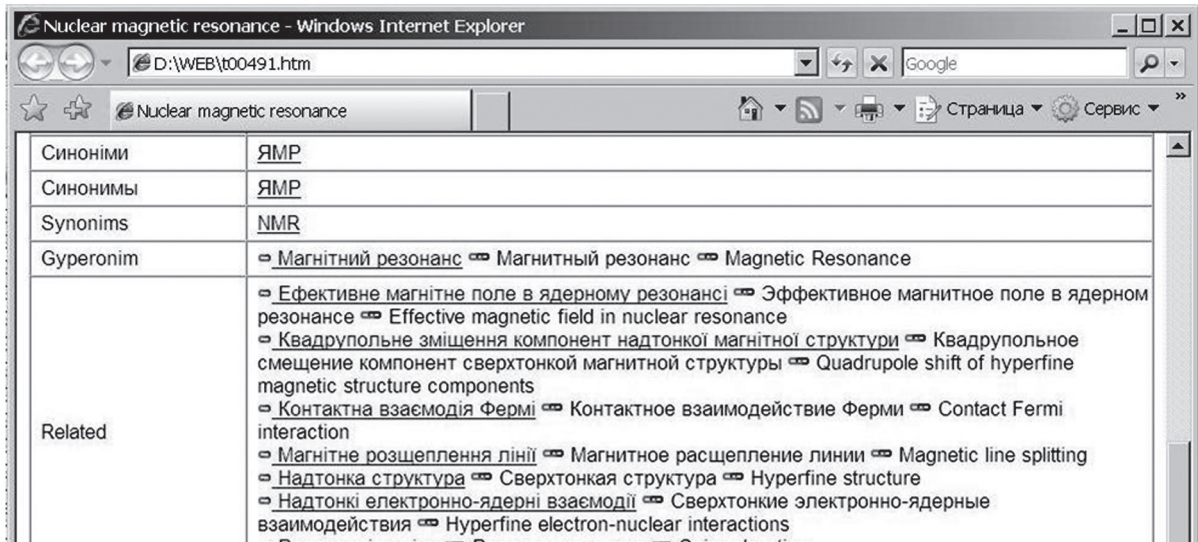 Nuclear magnetic resonance - Windows Internet Explorer
D:\WEB\t00491.htm
Google
Nuclear magnetic resonance
Страница
Сервис
»
Синоніми ЯМР
Синонимы ЯМР
Synonims NMR
Gyperonim Магнітний резонанс Магнитный резонанс Magnetic Resonance
Ефективне магнітне поле в ядерному резонансі Эффективное магнитное поле в ядерном
резонансе Effective magnetic field in nuclear resonance
Квадрупольне зміщення компонент надтонкої магнітної структури Квадрупольное
смещение компонент сверхтонкой магнитной структуры Quadrupole shift of hyperfine
magnetic structure components
Контактна взаємодія Фермі Контактное взаимодействие Ферми Contact Fermi
Related
interaction
Магнітне розщеплення лінії Магнитное расщепление линии Magnetic line splitting
Надтонка структура Сверхтонкая структура Hyperfine structure
Надтонкі електронно-ядерні взаємодії Сверхтонкие электронно-ядерные
взаимодействия Hyperfine electron-nuclear interactions